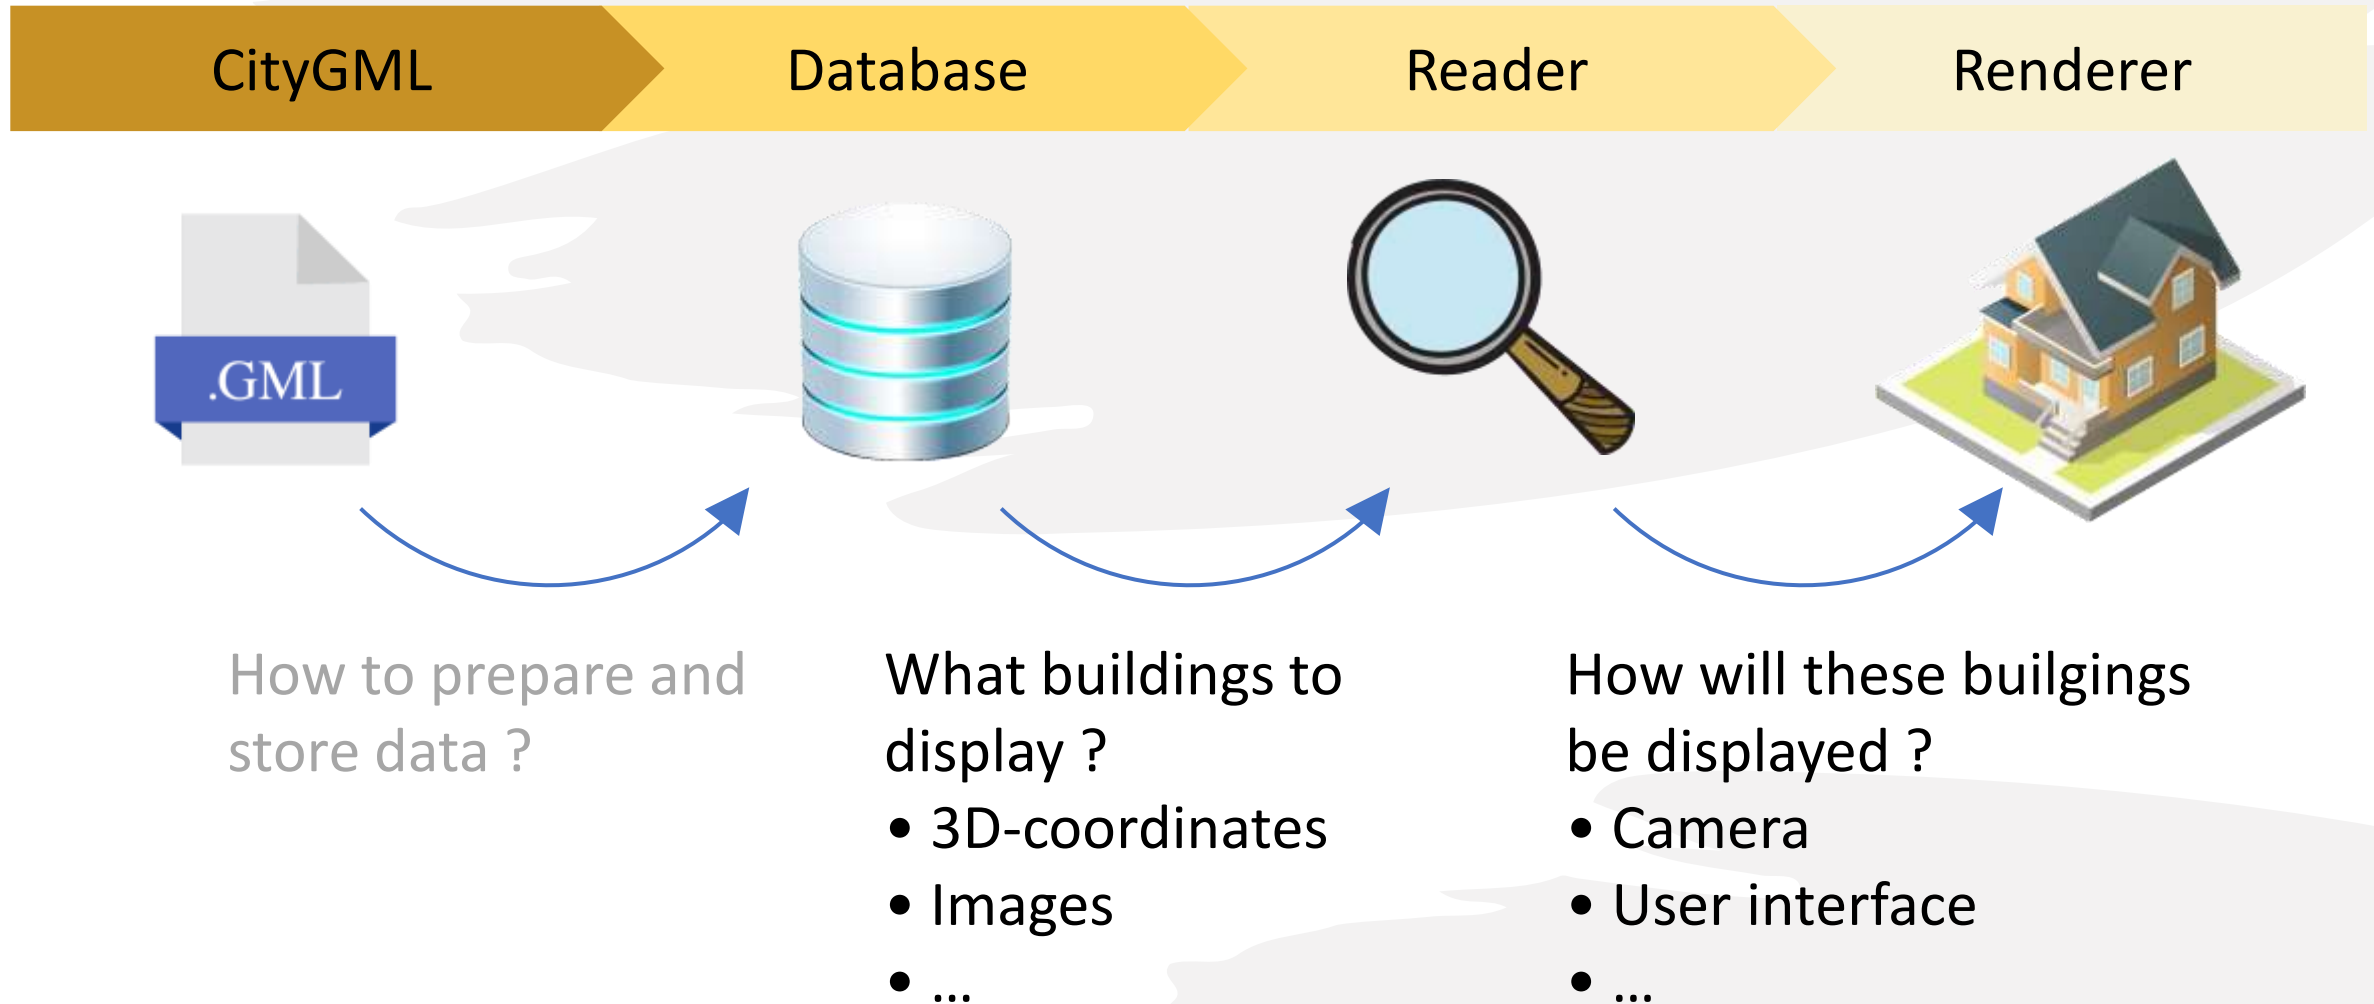 CityGML
Database
Reader
Renderer
.GML
How to prepare and
store data ?
What buildings to
display ?
• 3D-coordinates
• Images
• ...
How will these builgings
be displayed ?
• Camera
• User interface
• ...